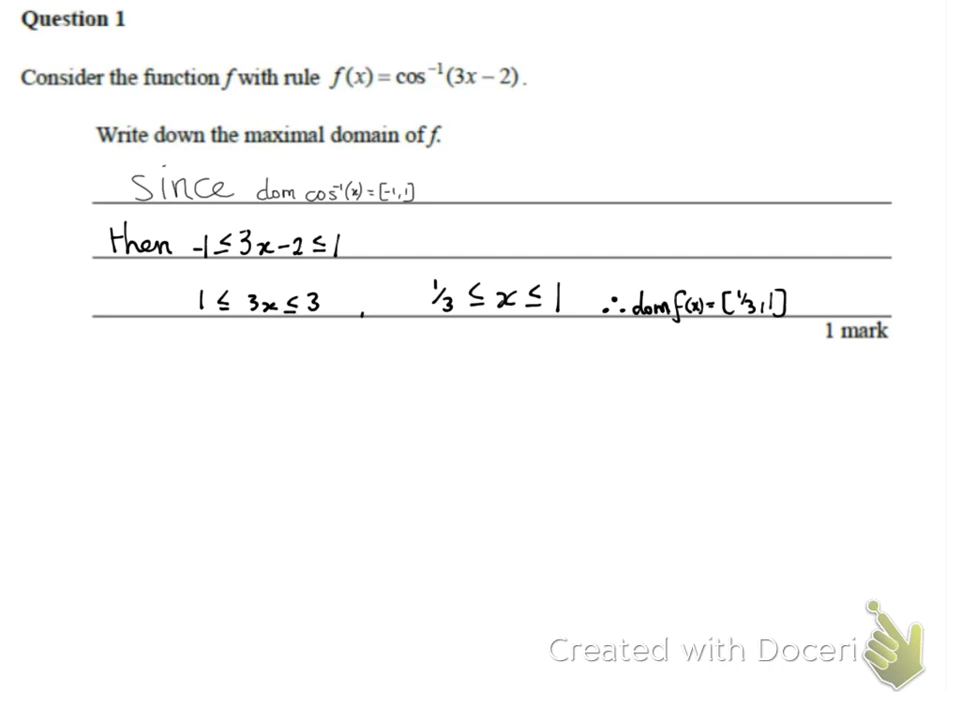 Question 1
Consider the function f with rule f(x) = cos⁻¹(3x – 2).
Write down the maximal domain of f.
Since dom cos⁻¹(x) = [-1, 1]
then -1 ≤ 3x - 2 ≤ 1
1 ≤ 3x ≤ 3 , 1/3 ≤ x ≤ 1 ∴ dom f(x) = [1/3, 1]
1 mark
Created with Doceri